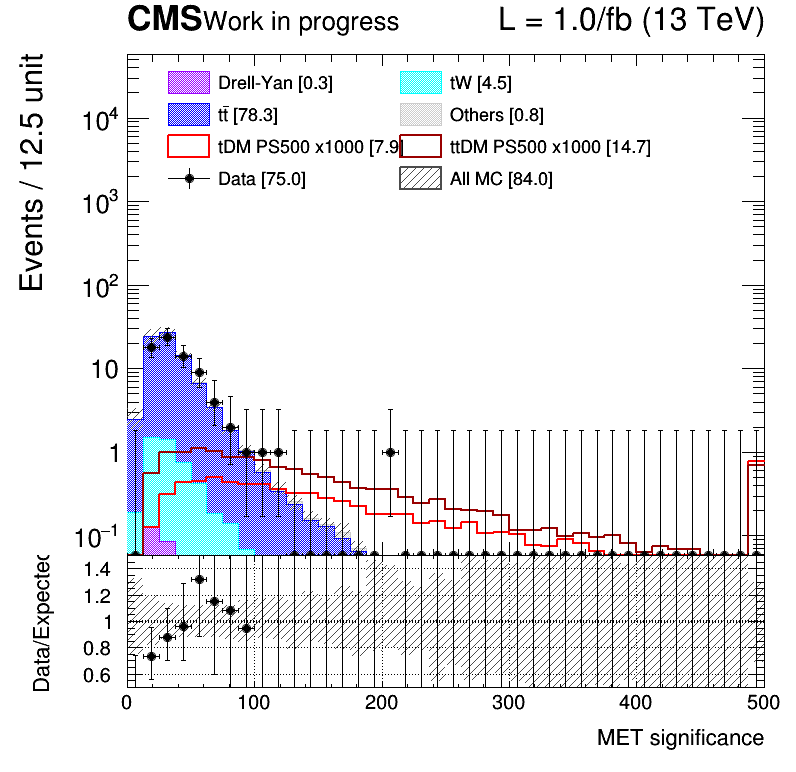 CMS Work in progress L = 1.0/fb (13 TeV)
Drell-Yan [0.3] tW [4.5]
tt̄ [78.3] Others [0.8]
tDM PS500 x1000 [7.9 ttDM PS500 x1000 [14.7]
Data [75.0] All MC [84.0]
Events / 12.5 unit
10⁴
10³
10²
10
1
10⁻¹
Data/Expected
1.4
1.2
1
0.8
0.6
0 100 200 300 400 500
MET significance